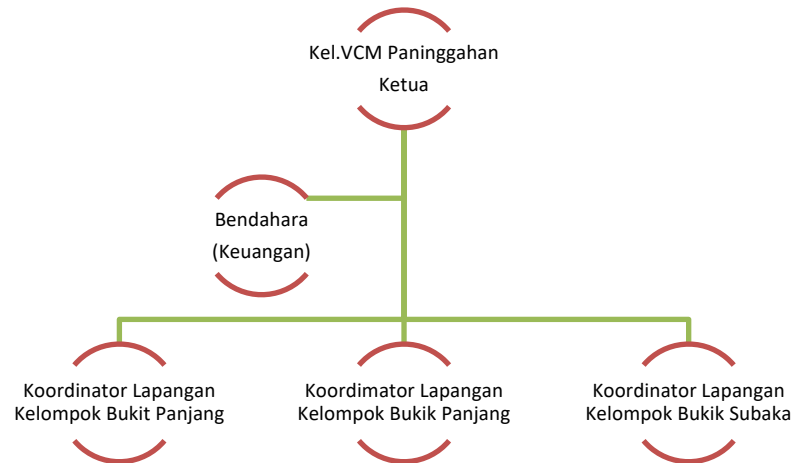 Kel.VCM Paninggahan
Ketua
Bendahara
(Keuangan)
Koordinator Lapangan
Kelompok Bukit Panjang
Koordimator Lapangan
Kelompok Bukik Panjang
Koordinator Lapangan
Kelompok Bukik Subaka